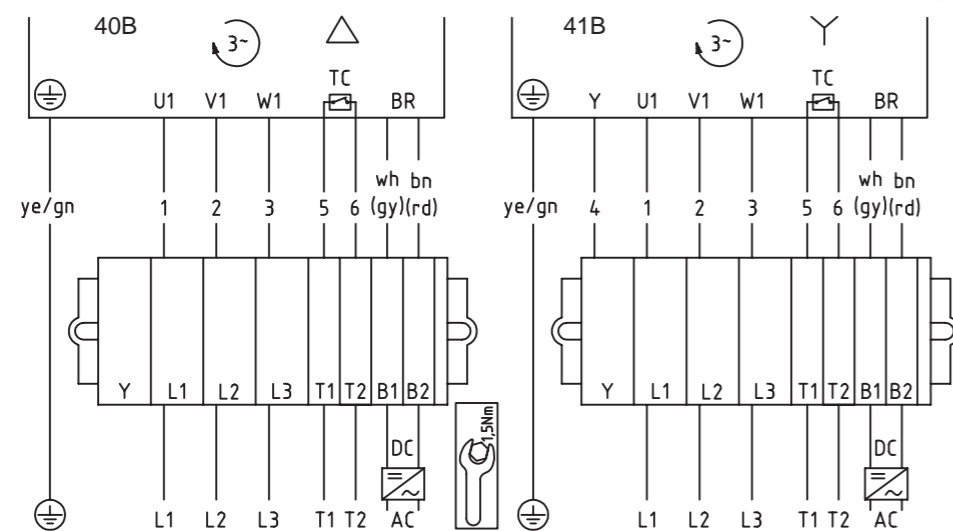 40B
3~
TC
U1 V1 W1 BR
wh bn
ye/gn 1 2 3 5 6 (gy)(rd)
Y L1 L2 L3 T1 T2 B1 B2
DC
L1 L2 L3 T1 T2 AC
1,5Nm
41B
3~
TC
Y U1 V1 W1 BR
wh bn
ye/gn 4 1 2 3 5 6 (gy)(rd)
Y L1 L2 L3 T1 T2 B1 B2
DC
L1 L2 L3 T1 T2 AC